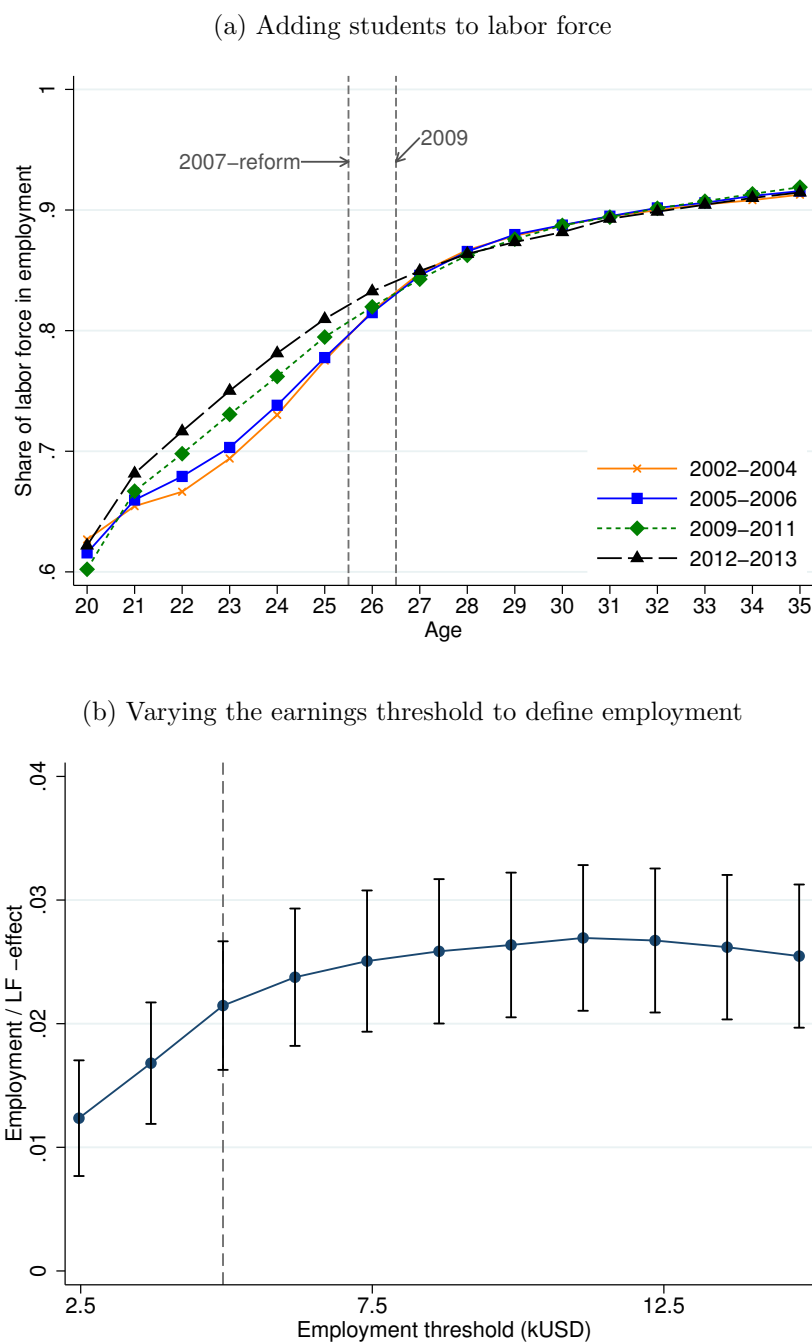 (a) Adding students to labor force
1
.9
.8
.7
.6
Share of labor force in employment
2007−reform
2009
2002−2004
2005−2006
2009−2011
2012−2013
20 21 22 23 24 25 26 27 28 29 30 31 32 33 34 35
Age
(b) Varying the earnings threshold to define employment
.04
.03
.02
.01
0
Employment / LF −effect
2.5 7.5 12.5
Employment threshold (kUSD)